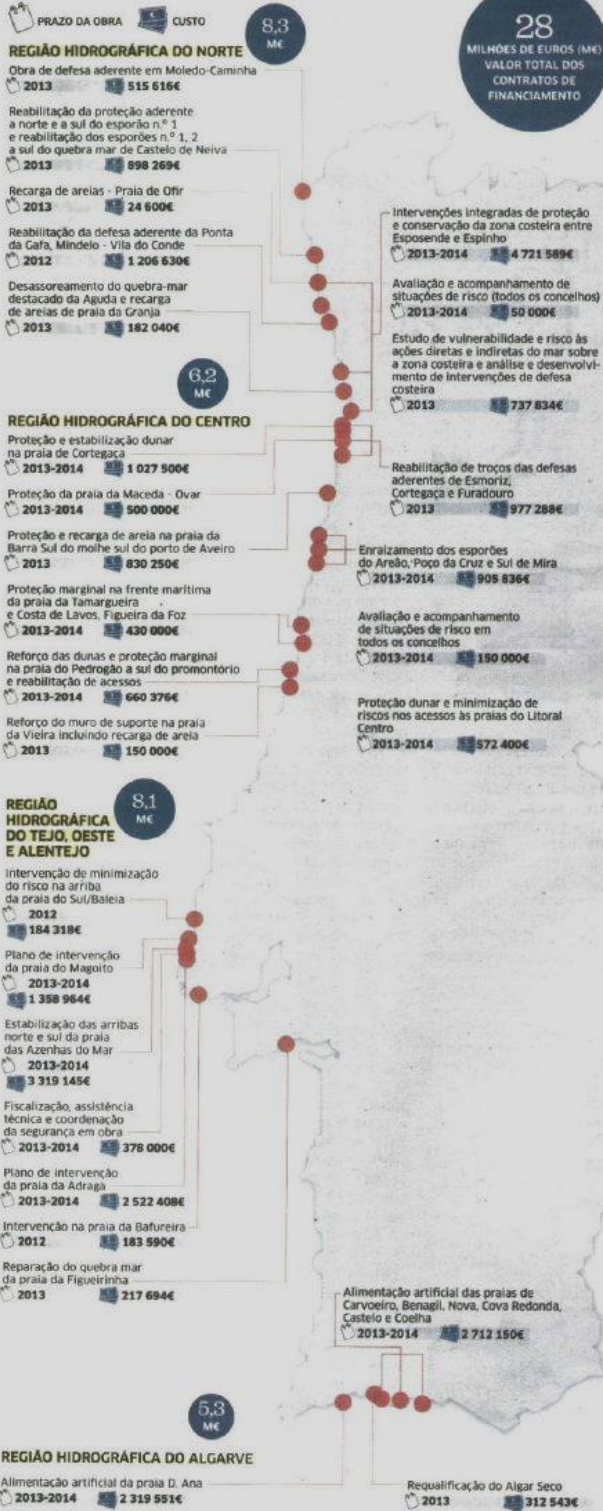 PRAZO DA OBRA
CUSTO
8,3
M€
28
MILHÕES DE EUROS (M€)
VALOR TOTAL DOS
CONTRATOS DE
FINANCIAMENTO
REGIÃO HIDROGRÁFICA DO NORTE
Obra de defesa aderente em Moledo-Caminha
2013 515 616€
Reabilitação da proteção aderente
a norte e a sul do esporão n.º 1
e reabilitação dos esporões n.º 1, 2
a sul do quebra mar de Castelo de Neiva
2013 898 269€
Recarga de areias - Praia de Ofir
2013 24 600€
Reabilitação da defesa aderente da Ponta
da Gafa, Mindelo - Vila do Conde
2012 1 206 630€
Desassoreamento do quebra-mar
destacado da Aguda e recarga
de areias de praia da Granja
2013 182 040€
Intervenções integradas de proteção
e conservação da zona costeira entre
Esposende e Espinho
2013-2014 4 721 589€
Avaliação e acompanhamento de
situações de risco (todos os concelhos)
2013-2014 50 000€
Estudo de vulnerabilidade e risco às
ações diretas e indiretas do mar sobre
a zona costeira e análise e desenvolvi-
mento de intervenções de defesa
costeira
2013 737 834€
6,2
M€
REGIÃO HIDROGRÁFICA DO CENTRO
Proteção e estabilização dunar
na praia de Cortegaça
2013-2014 1 027 500€
Proteção da praia da Maceda - Ovar
2013-2014 500 000€
Proteção e recarga de areia na praia da
Barra Sul do molhe sul do porto de Aveiro
2013 830 250€
Proteção marginal na frente marítima
da praia da Tamargueira
e Costa de Lavos, Figueira da Foz
2013-2014 430 000€
Reforço das dunas e proteção marginal
na praia do Pedrogão a sul do promontório
e reabilitação de acessos
2013-2014 660 376€
Reforço do muro de suporte na praia
da Vieira incluindo recarga de areia
2013 150 000€
Reabilitação de troços das defesas
aderentes de Esmoriz,
Cortegaça e Furadouro
2013 977 288€
Enraizamento dos esporões
do Areão, Poço da Cruz e Sul de Mira
2013-2014 905 836€
Avaliação e acompanhamento
de situações de risco em
todos os concelhos
2013-2014 150 000€
Proteção dunar e minimização de
riscos nos acessos às praias do Litoral
Centro
2013-2014 572 400€
8,1
M€
REGIÃO
HIDROGRÁFICA
DO TEJO, OESTE
E ALENTEJO
Intervenção de minimização
do risco na arriba
da praia do Sul/Baleia
2012
184 318€
Plano de intervenção
da praia do Magoito
2013-2014
1 358 964€
Estabilização das arribas
norte e sul da praia
das Azenhas do Mar
2013-2014
3 319 145€
Fiscalização, assistência
técnica e coordenação
da segurança em obra
2013-2014 378 000€
Plano de intervenção
da praia da Adraga
2013-2014 2 522 408€
Intervenção na praia da Bafureira
2012 183 590€
Reparação do quebra mar
da praia da Figueirinha
2013 217 694€
Alimentação artificial das praias de
Carvoeiro, Benagil, Nova, Cova Redonda,
Castelo e Coelha
2013-2014 2 712 150€
5,3
M€
REGIÃO HIDROGRÁFICA DO ALGARVE
Alimentação artificial da praia D. Ana
2013-2014 2 319 551€
Requalificação do Algar Seco
2013 312 543€